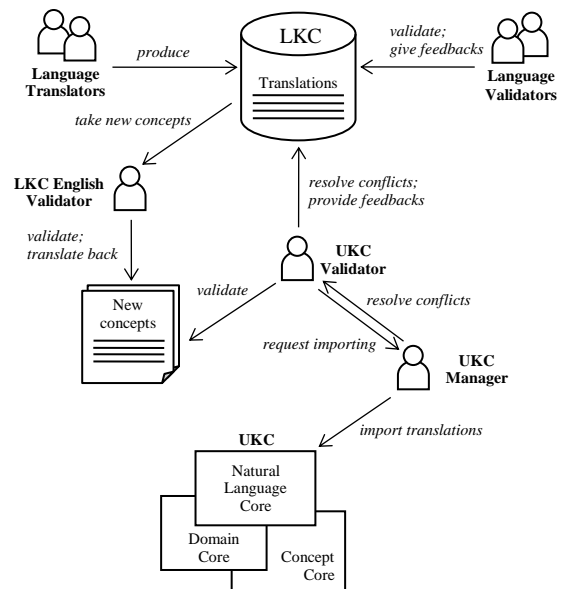 LKC
Translations
produce
validate;
give feedbacks
Language
Translators
Language
Validators
take new concepts
LKC English
Validator
resolve conflicts;
provide feedbacks
validate;
translate back
UKC
Validator
New
concepts
validate
resolve conflicts
request importing
UKC
Manager
import translations
UKC
Natural
Language
Core
Domain
Core
Concept
Core